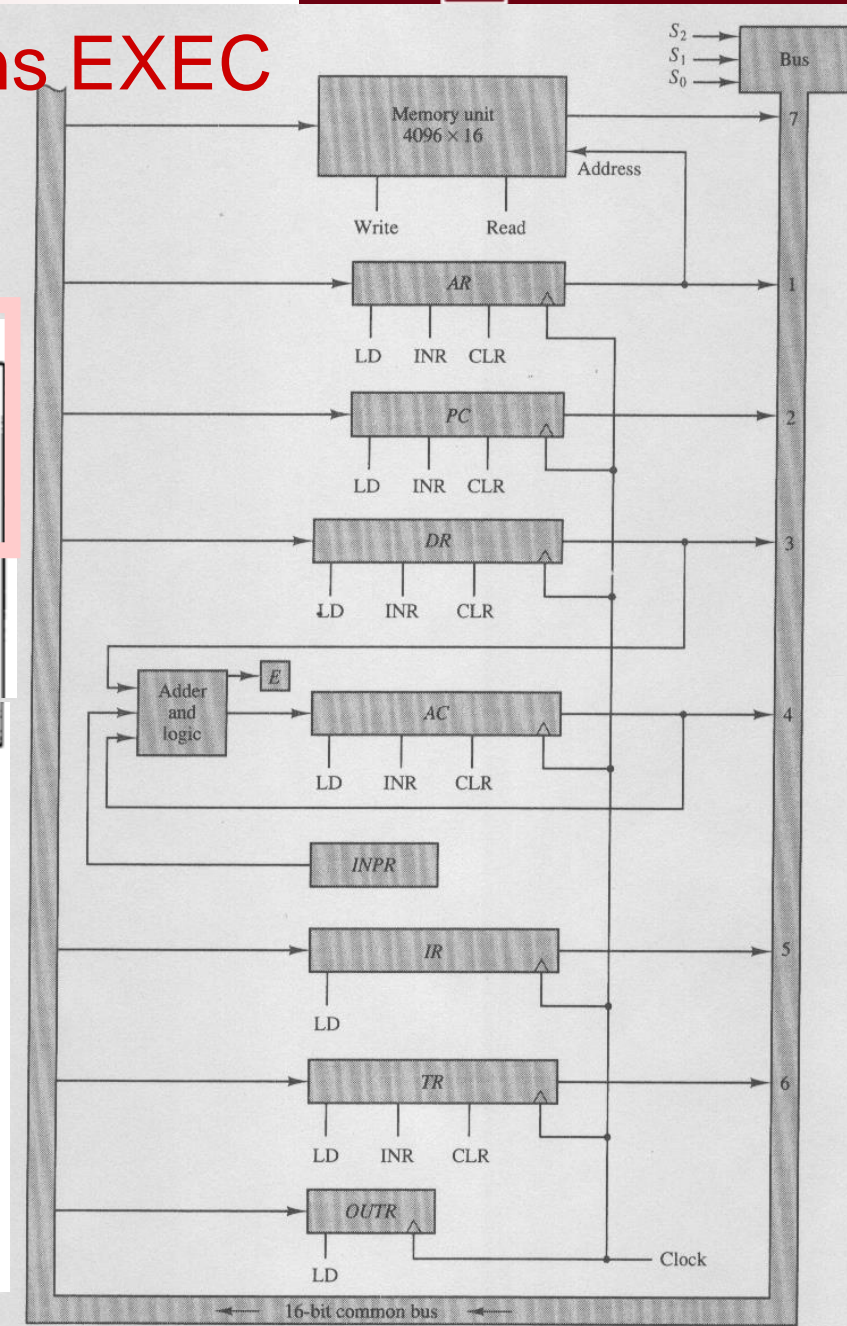 ns EXEC
S2
S1
S0
Bus
Memory unit
4096 × 16
7
Address
Write
Read
AR
1
LD
INR
CLR
PC
2
LD
INR
CLR
DR
3
LD
INR
CLR
E
Adder
and
logic
AC
4
LD
INR
CLR
INPR
IR
5
LD
TR
6
LD
INR
CLR
OUTR
LD
Clock
16-bit common bus